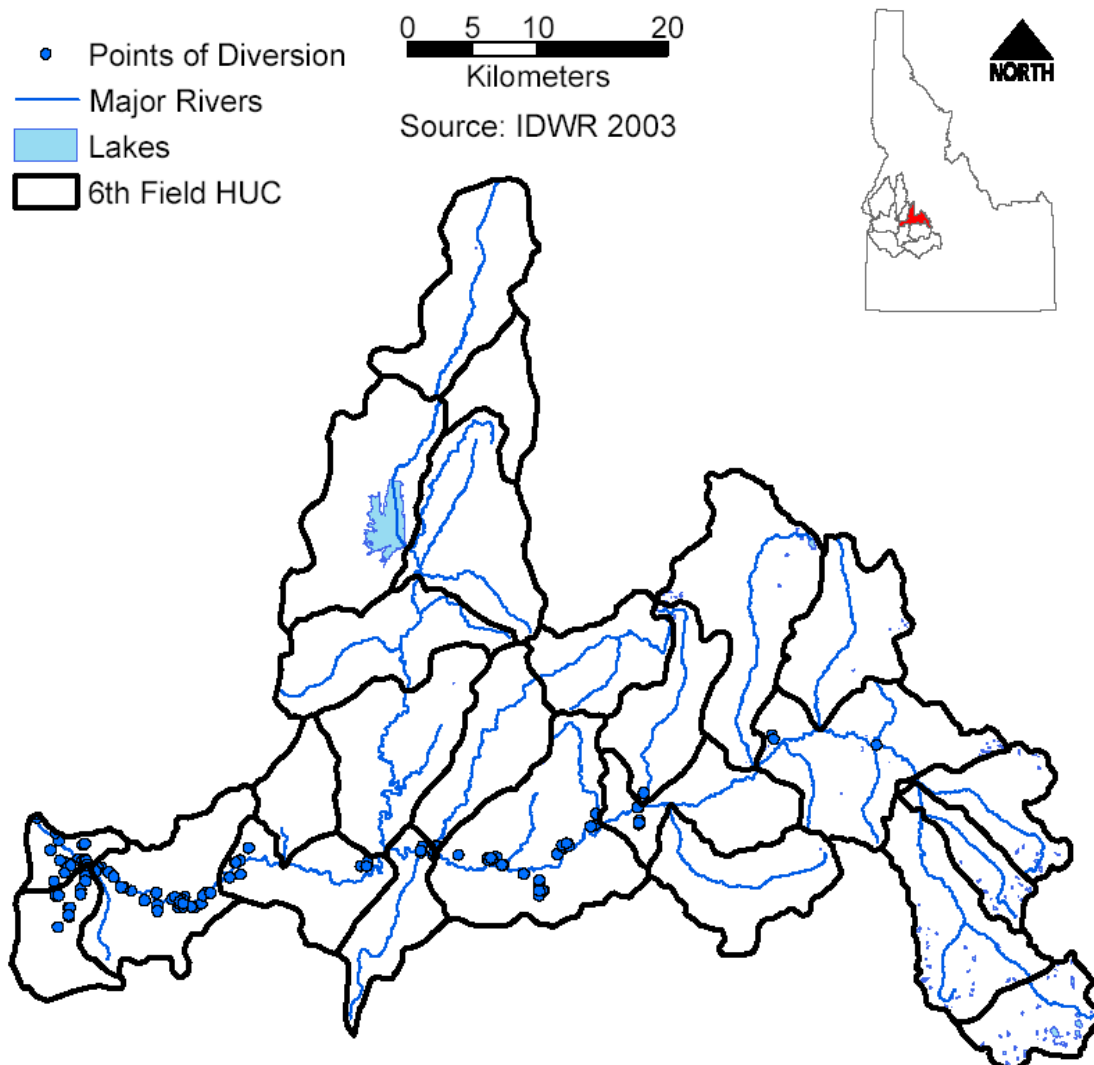 Points of Diversion
Major Rivers
Lakes
6th Field HUC
0 5 10 20
Kilometers
Source: IDWR 2003
NORTH